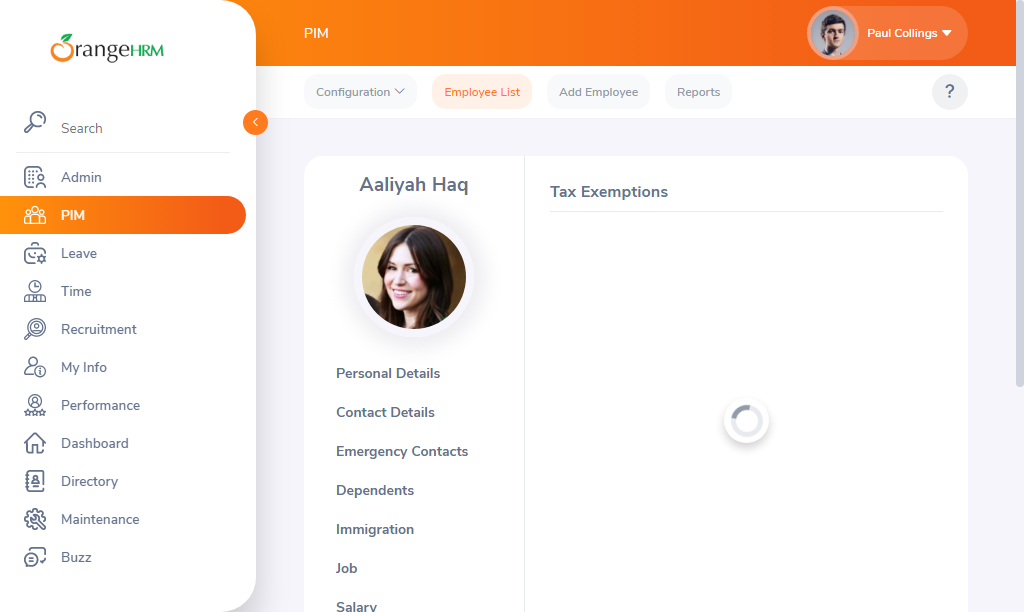 OrangeHRM
Search
Admin
PIM
Leave
Time
Recruitment
My Info
Performance
Dashboard
Directory
Maintenance
Buzz
PIM
Paul Collings
Configuration
Employee List
Add Employee
Reports
?
Aaliyah Haq
Personal Details
Contact Details
Emergency Contacts
Dependents
Immigration
Job
Salary
Tax Exemptions